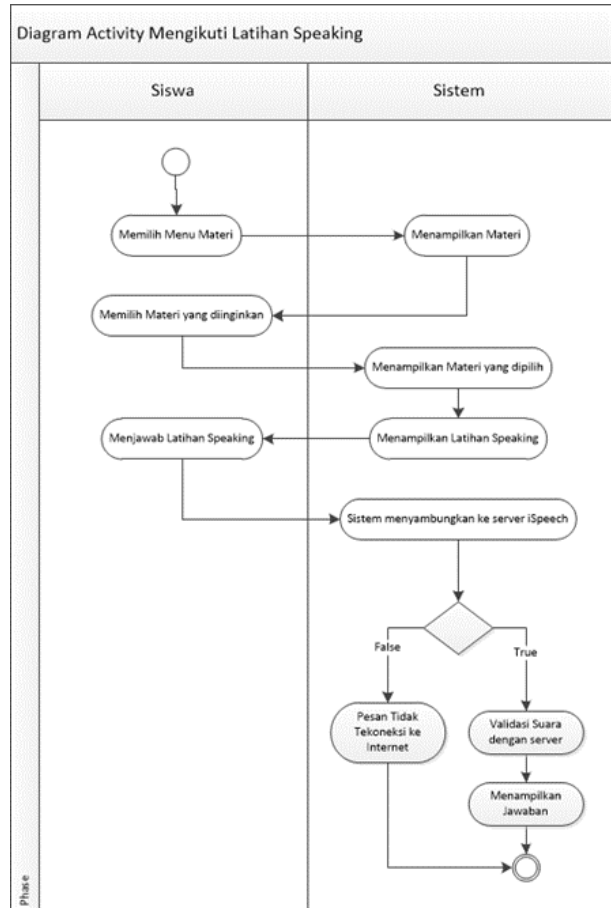 Diagram Activity Mengikuti Latihan Speaking
Siswa
Sistem
Memilih Menu Materi
Menampilkan Materi
Memilih Materi yang diinginkan
Menampilkan Materi yang dipilih
Menjawab Latihan Speaking
Menampilkan Latihan Speaking
Sistem menyambungkan ke server iSpeech
False
True
Pesan Tidak
Tekoneksi ke
Internet
Validasi Suara
dengan server
Menampilkan
Jawaban
Phase